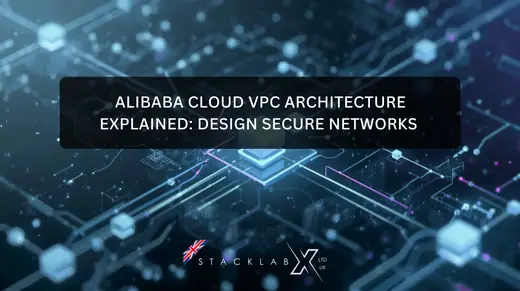 ALIBABA CLOUD VPC ARCHITECTURE
EXPLAINED: DESIGN SECURE NETWORKS
STACKLAB X LTD
UK